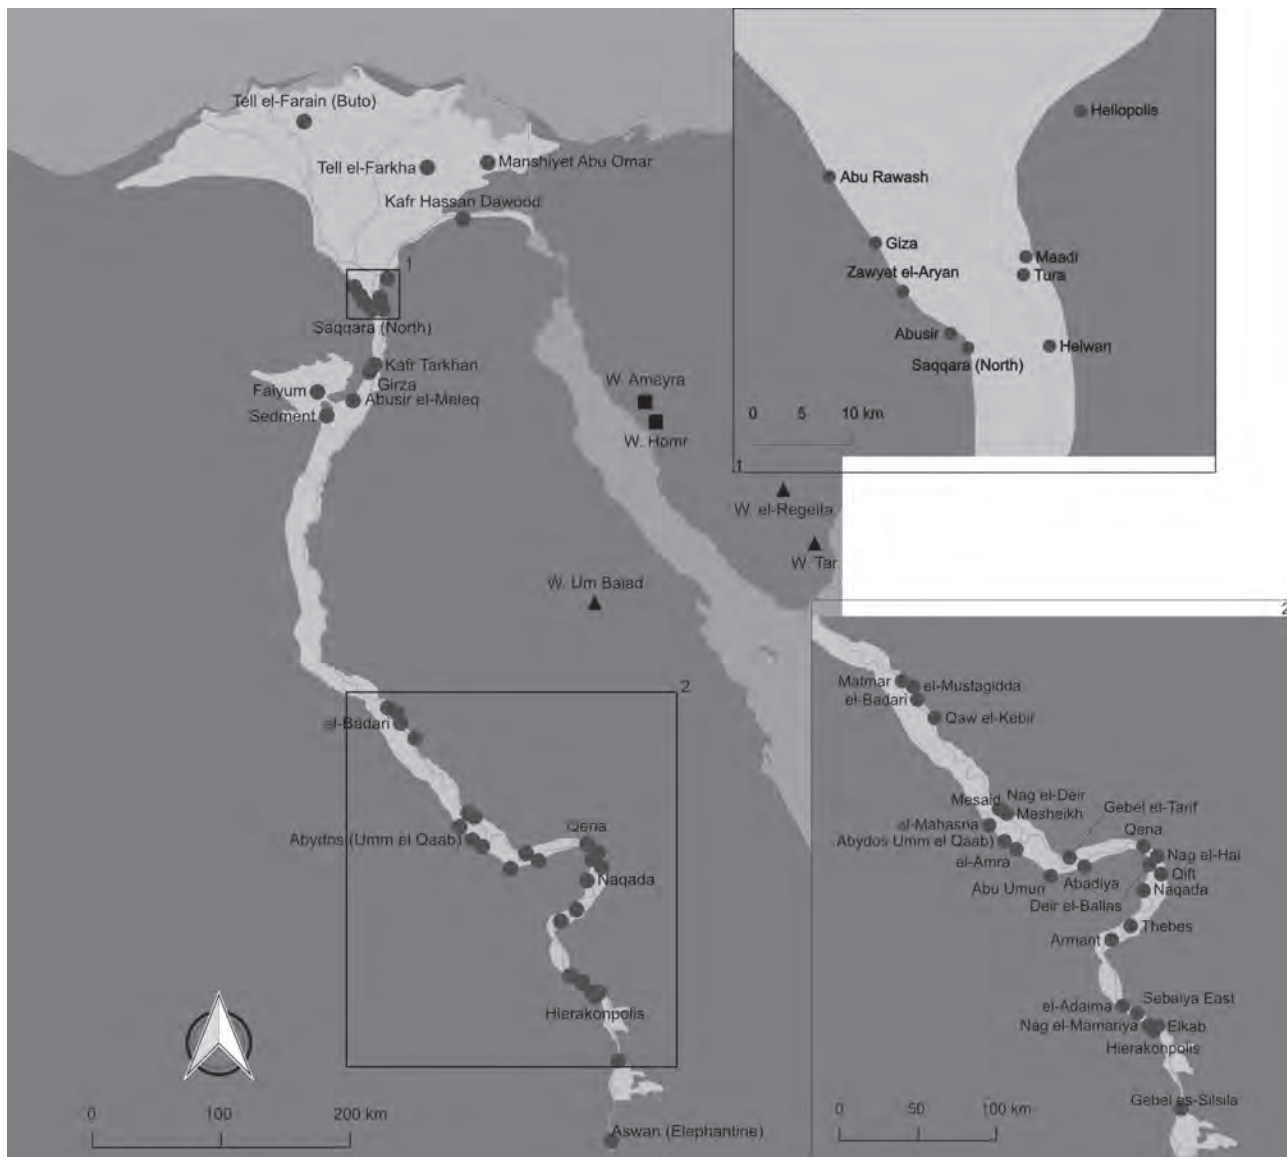 Tell el-Farain (Buto)
Tell el-Farkha
Manshiyet Abu Omar
Kafr Hassan Dawood
1
Saqqara (North)
Kafr Tarkhan
Girza
Faiyum
Abusir el-Meleq
Sedment
W. Ameyra
W. Homr
W. el-Regeita
W. Tar
W. Um Balad
2
el-Badari
Abydos (Umm el Qaab)
Qena
Naqada
Hierakonpolis
Aswan (Elephantine)
0 100 200 km
Heliopolis
Abu Rawash
Giza
Maadi
Zawyet el-Aryan
Tura
Abusir
Helwan
Saqqara (North)
0 5 10 km
1
2
Matmar
el-Mustagidda
el-Badari
Qaw el-Kebir
Mesaid
Nag el-Deir
Mesheikh
Gebel et-Tarif
el-Mahasna
Qena
Abydos Umm el Qaab)
Nag el-Hai
el-Amra
Qift
Abu Umuri
Abadiya
Naqada
Deir el-Ballas
Thebes
Armant
Sebaiya East
el-Adaima
Nag el-Mamariya
Elkab
Hierakonpolis
Gebel es-Silsila
0 50 100 km